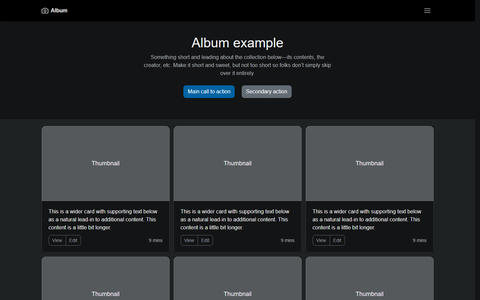 Album
Album example
Something short and leading about the collection below—its contents, the
creator, etc. Make it short and sweet, but not too short so folks don't simply skip
over it entirely.
Main call to action
Secondary action
Thumbnail
Thumbnail
Thumbnail
This is a wider card with supporting text below
as a natural lead-in to additional content. This
content is a little bit longer.
View
Edit
9 mins
This is a wider card with supporting text below
as a natural lead-in to additional content. This
content is a little bit longer.
View
Edit
9 mins
This is a wider card with supporting text below
as a natural lead-in to additional content. This
content is a little bit longer.
View
Edit
9 mins
Thumbnail
Thumbnail
Thumbnail